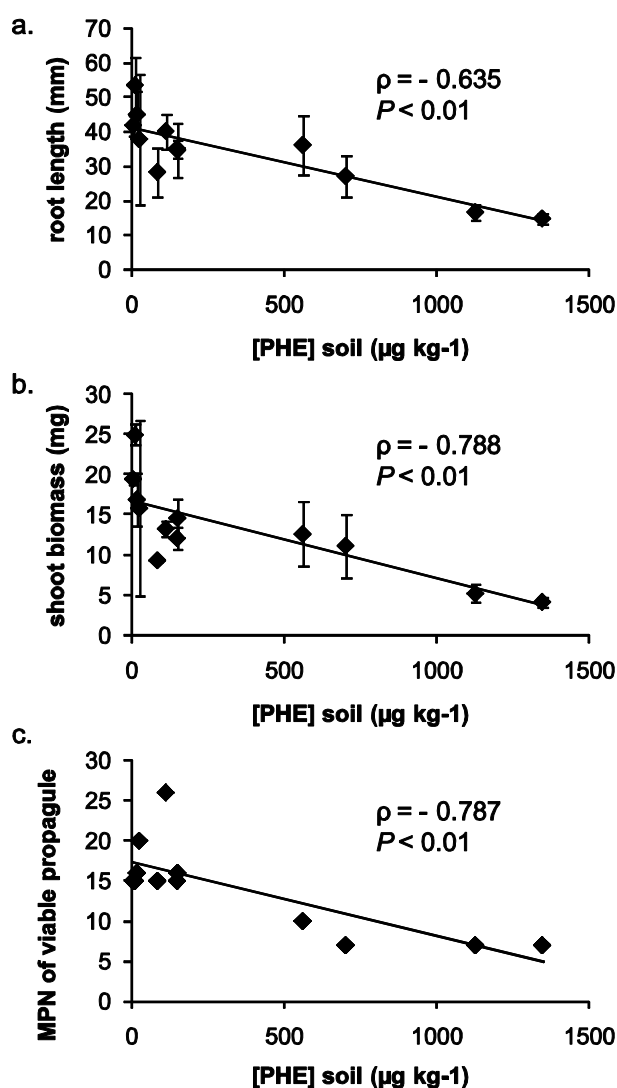 a.
70
60
50
40
30
20
10
0
root length (mm)
ρ = - 0.635
P < 0.01
0 500 1000 1500
[PHE] soil (µg kg-1)
b.
30
25
20
15
10
5
0
shoot biomass (mg)
ρ = - 0.788
P < 0.01
0 500 1000 1500
[PHE] soil (µg kg-1)
c.
30
25
20
15
10
5
0
MPN of viable propagule
ρ = - 0.787
P < 0.01
0 500 1000 1500
[PHE] soil (µg kg-1)